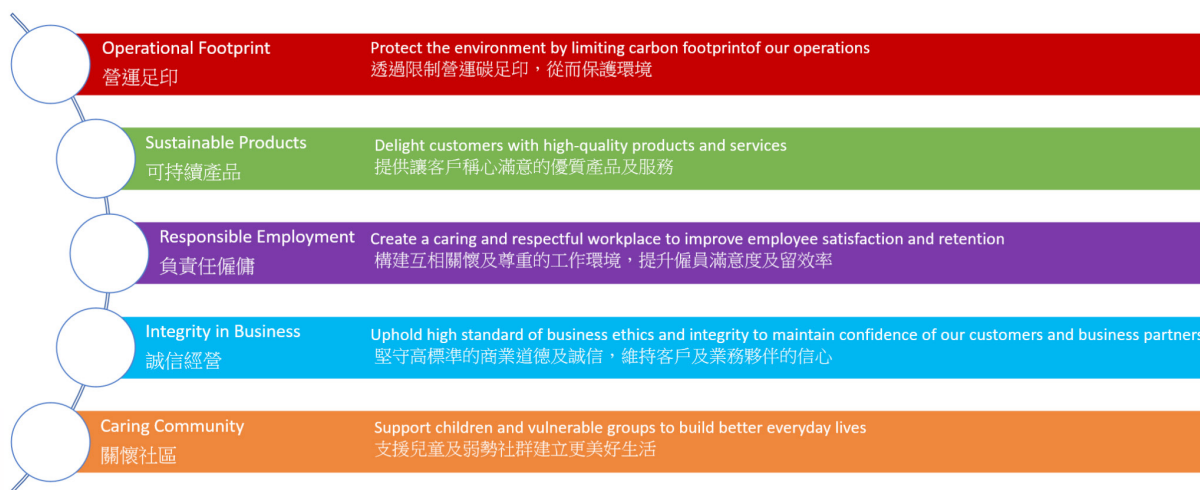 Operational Footprint
營運足印
Protect the environment by limiting carbon footprintof our operations
透過限制營運碳足印，從而保護環境
Sustainable Products
可持續產品
Delight customers with high-quality products and services
提供讓客戶稱心滿意的優質產品及服務
Responsible Employment
負責任僱傭
Create a caring and respectful workplace to improve employee satisfaction and retention
構建互相關懷及尊重的工作環境，提升僱員滿意度及留效率
Integrity in Business
誠信經營
Uphold high standard of business ethics and integrity to maintain confidence of our customers and business partners
堅守高標準的商業道德及誠信，維持客戶及業務夥伴的信心
Caring Community
關懷社區
Support children and vulnerable groups to build better everyday lives
支援兒童及弱勢社群建立更美好生活